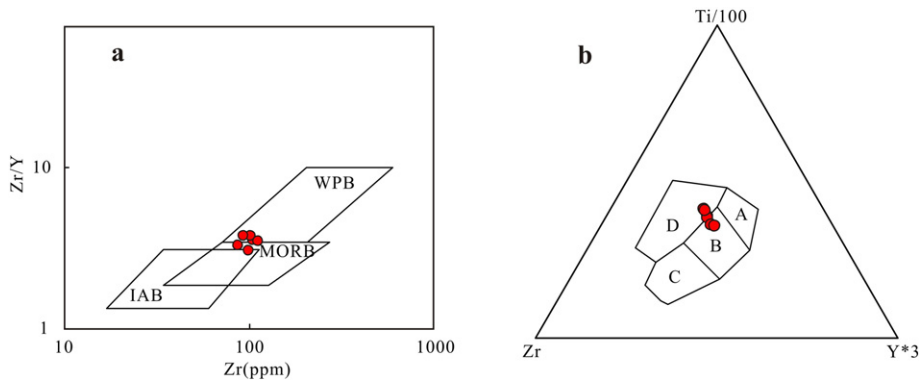 a
Zr/Y
10
1
WPB
MORB
IAB
10
100
1000
Zr(ppm)
b
Ti/100
A
D
B
C
Zr
Y*3